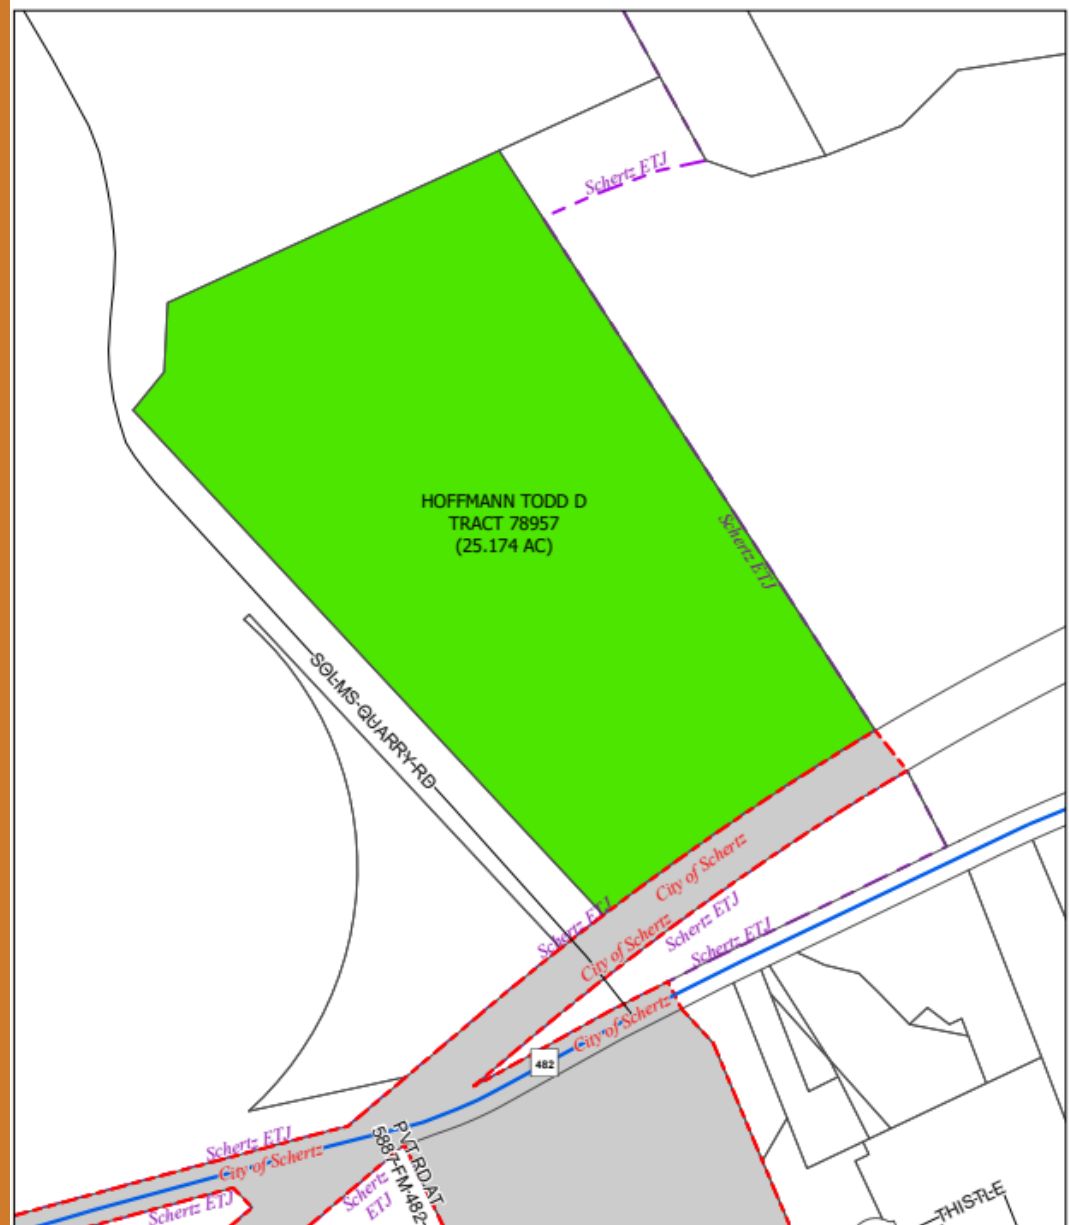 Schertz ETJ
HOFFMANN TODD D
TRACT 78957
(25.174 AC)
Schertz ETJ
SOLMS-QUARRY-RD
City of Schertz
Schertz ETJ
Schertz ETJ
City of Schertz
Schertz ETJ
City of Schertz
482
PVT.RD.AT
5887-FM-482-
Schertz ETJ
City of Schertz
Schertz ETJ
Schertz
ETJ
THISTLE